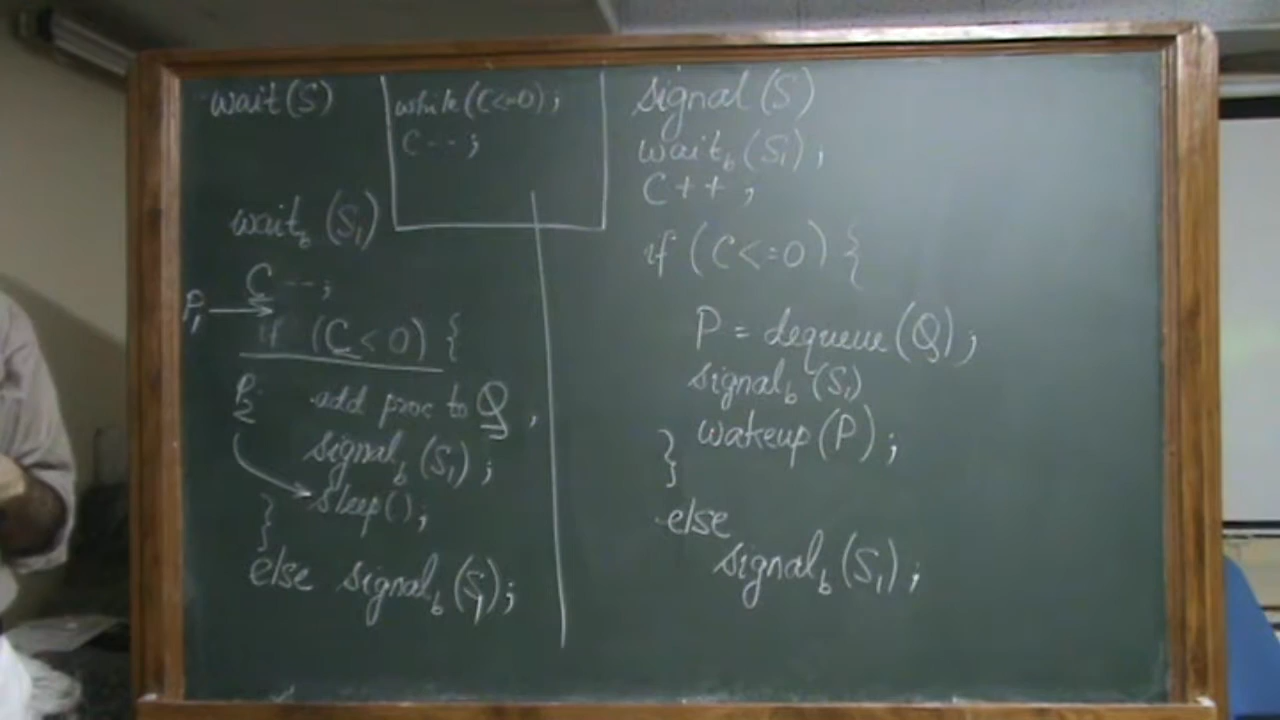 wait(S)
while(C<=0);
C--;
wait_b(S_1)
C--;
P_1 →
if (C<0) {
P_2 add proc to Q,
signal_b(S_1);
sleep();
}
else signal_b(S_1);
signal(S)
wait_b(S_1);
C++;
if (C<=0) {
P = dequeue(Q);
signal_b(S_1)
wakeup(P);
}
else
signal_b(S_1);